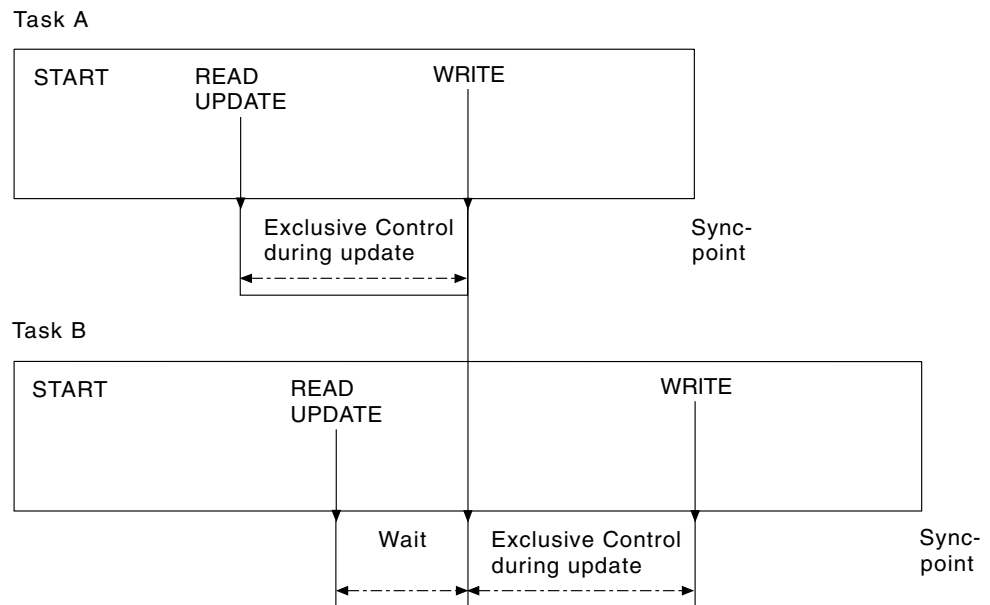 Task A
START
READ
UPDATE
WRITE
Exclusive Control
during update
Sync-
point
Task B
START
READ
UPDATE
WRITE
Wait
Exclusive Control
during update
Sync-
point